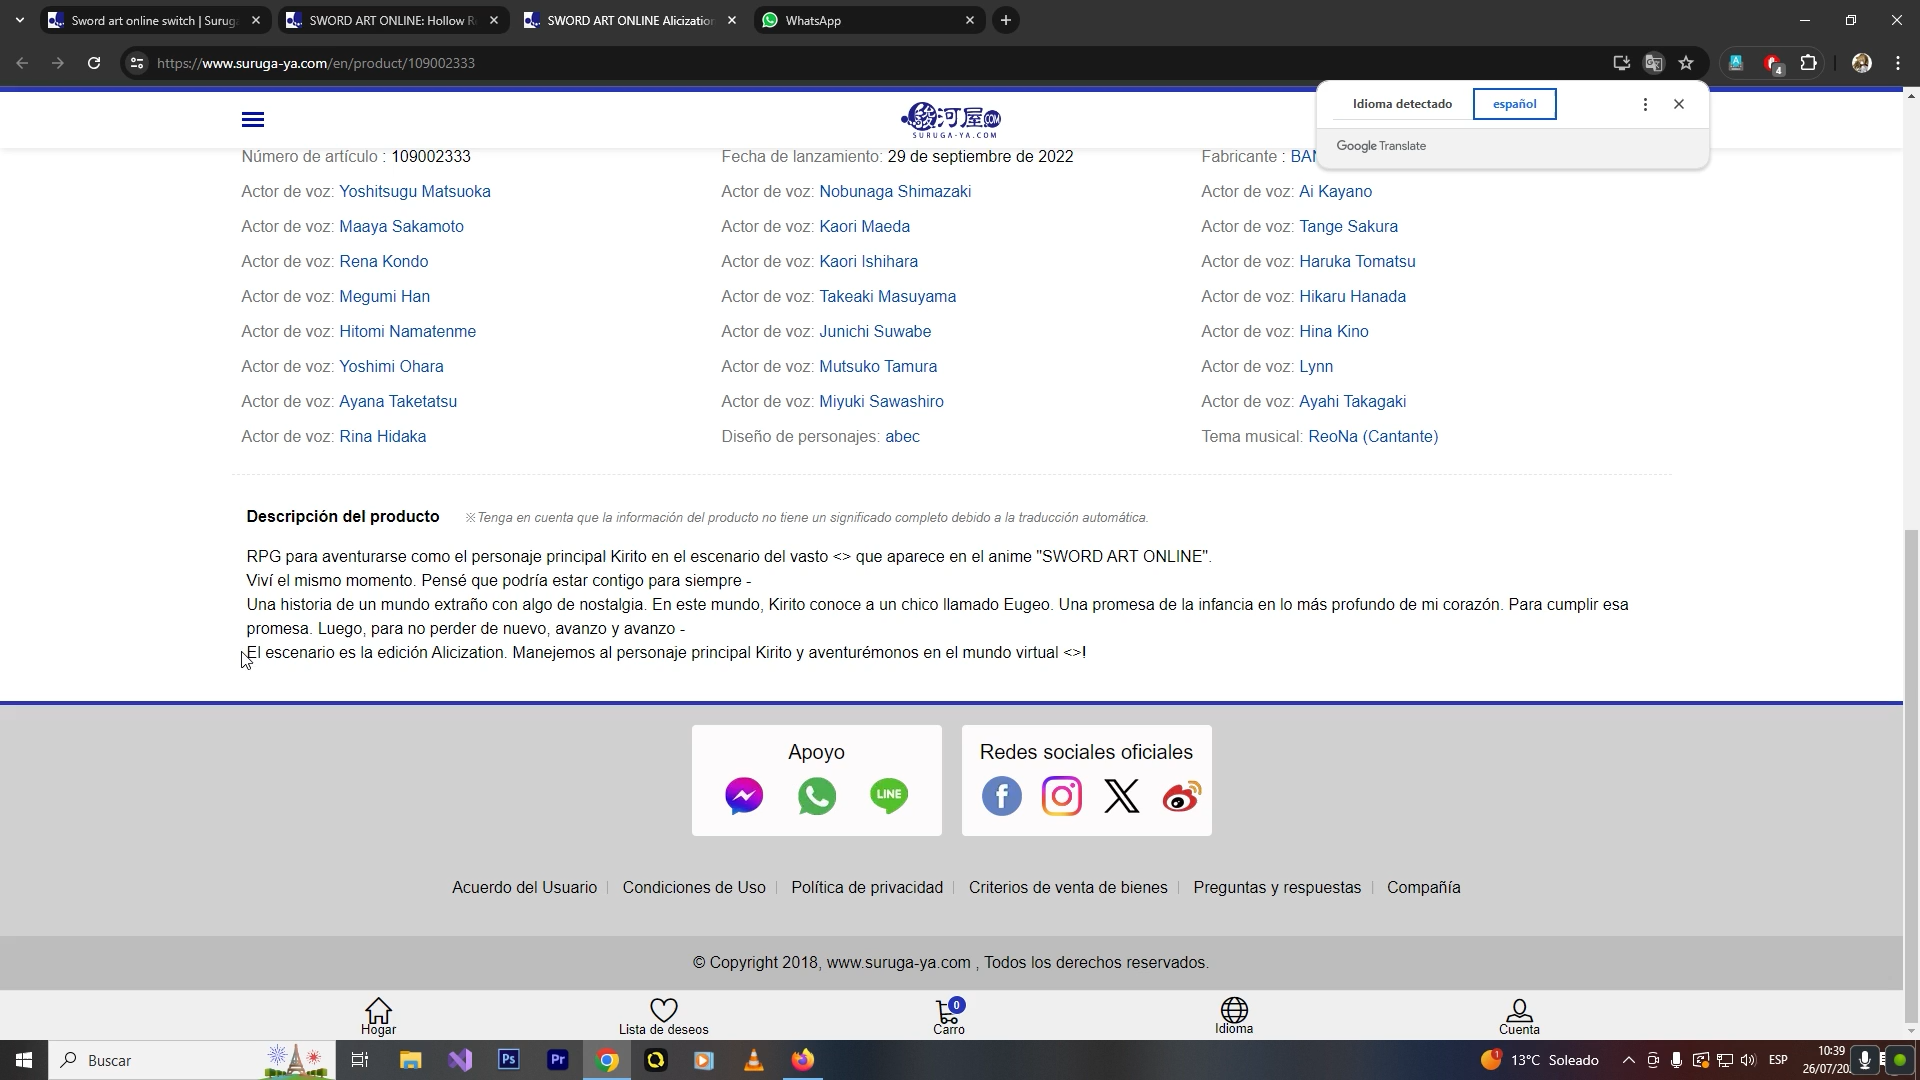 Sword art online switch | Suruga
SWORD ART ONLINE: Hollow R
SWORD ART ONLINE Alicization
WhatsApp
https://www.suruga-ya.com/en/product/109002333
4
Idioma detectado
español
Google Translate
駿河屋.COM
SURUGA-YA.COM
Número de artículo : 109002333
Fecha de lanzamiento: 29 de septiembre de 2022
Fabricante : BAN
Actor de voz: Yoshitsugu Matsuoka
Actor de voz: Nobunaga Shimazaki
Actor de voz: Ai Kayano
Actor de voz: Maaya Sakamoto
Actor de voz: Kaori Maeda
Actor de voz: Tange Sakura
Actor de voz: Rena Kondo
Actor de voz: Kaori Ishihara
Actor de voz: Haruka Tomatsu
Actor de voz: Megumi Han
Actor de voz: Takeaki Masuyama
Actor de voz: Hikaru Hanada
Actor de voz: Hitomi Namatenme
Actor de voz: Junichi Suwabe
Actor de voz: Hina Kino
Actor de voz: Yoshimi Ohara
Actor de voz: Mutsuko Tamura
Actor de voz: Lynn
Actor de voz: Ayana Taketatsu
Actor de voz: Miyuki Sawashiro
Actor de voz: Ayahi Takagaki
Actor de voz: Rina Hidaka
Diseño de personajes: abec
Tema musical: ReoNa (Cantante)
Descripción del producto
※Tenga en cuenta que la información del producto no tiene un significado completo debido a la traducción automática.
RPG para aventurarse como el personaje principal Kirito en el escenario del vasto <> que aparece en el anime "SWORD ART ONLINE".
Viví el mismo momento. Pensé que podría estar contigo para siempre -
Una historia de un mundo extraño con algo de nostalgia. En este mundo, Kirito conoce a un chico llamado Eugeo. Una promesa de la infancia en lo más profundo de mi corazón. Para cumplir esa
promesa. Luego, para no perder de nuevo, avanzo y avanzo -
El escenario es la edición Alicization. Manejemos al personaje principal Kirito y aventurémonos en el mundo virtual <>!
Apoyo
LINE
Redes sociales oficiales
Acuerdo del Usuario
Condiciones de Uso
Política de privacidad
Criterios de venta de bienes
Preguntas y respuestas
Compañía
© Copyright 2018, www.suruga-ya.com , Todos los derechos reservados.
Hogar
Lista de deseos
0
Carro
Idioma
Cuenta
Buscar
Ps
Pr
1
13°C Soleado
ESP
10:39
26/07/20